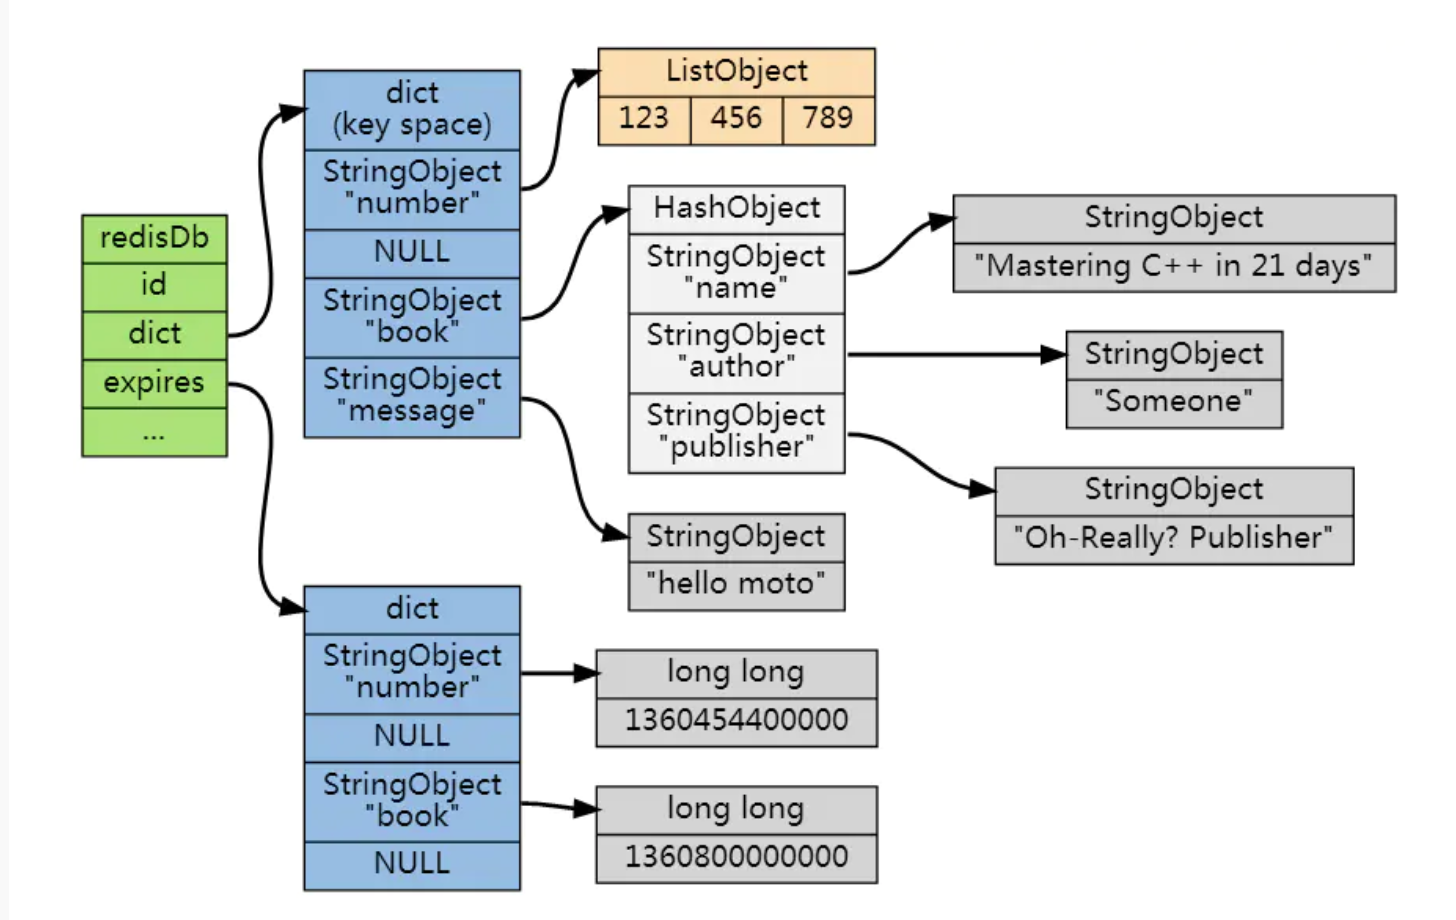 redisDb
id
dict
expires
...
dict
(key space)
StringObject
"number"
NULL
StringObject
"book"
StringObject
"message"
ListObject
123 456 789
HashObject
StringObject
"name"
StringObject
"author"
StringObject
"publisher"
StringObject
"Mastering C++ in 21 days"
StringObject
"Someone"
StringObject
"Oh-Really? Publisher"
StringObject
"hello moto"
dict
StringObject
"number"
NULL
StringObject
"book"
NULL
long long
1360454400000
long long
1360800000000